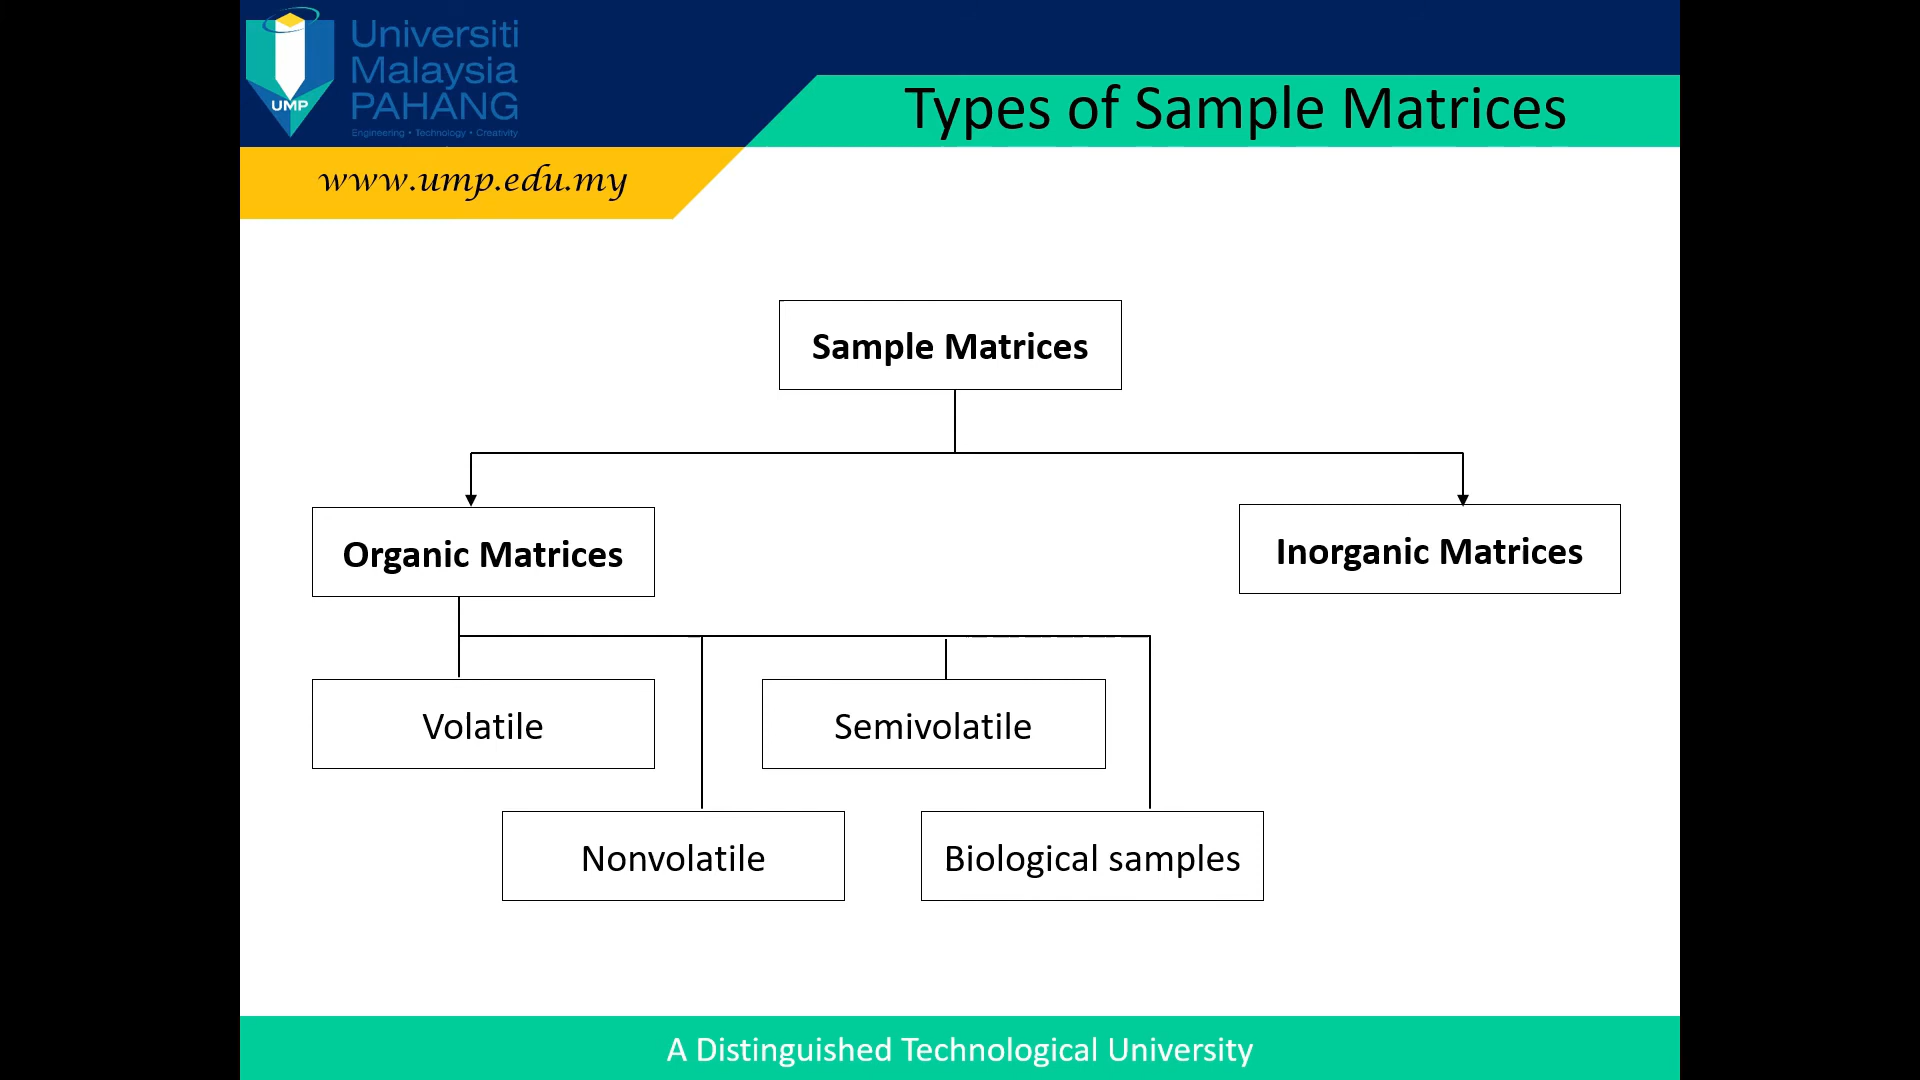 Universiti
Malaysia
PAHANG
Engineering • Technology • Creativity
UMP
Types of Sample Matrices
www.ump.edu.my
Sample Matrices
Organic Matrices
Inorganic Matrices
Volatile
Semivolatile
Nonvolatile
Biological samples
A Distinguished Technological University